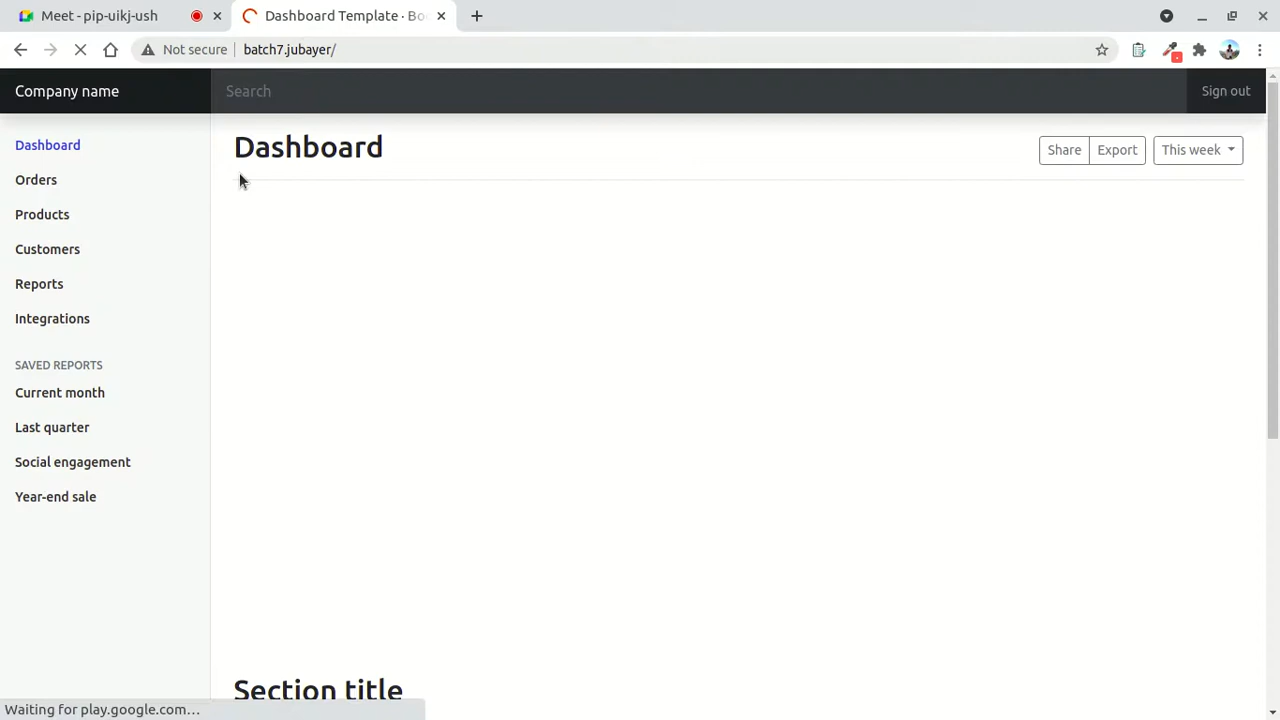 Meet - pip-uikj-ush
Dashboard Template · Bo
Not secure
batch7.jubayer/
Company name
Search
Sign out
Dashboard
Dashboard
Share
Export
This week
Orders
Products
Customers
Reports
Integrations
SAVED REPORTS
Current month
Last quarter
Social engagement
Year-end sale
Section title
Waiting for play.google.com...